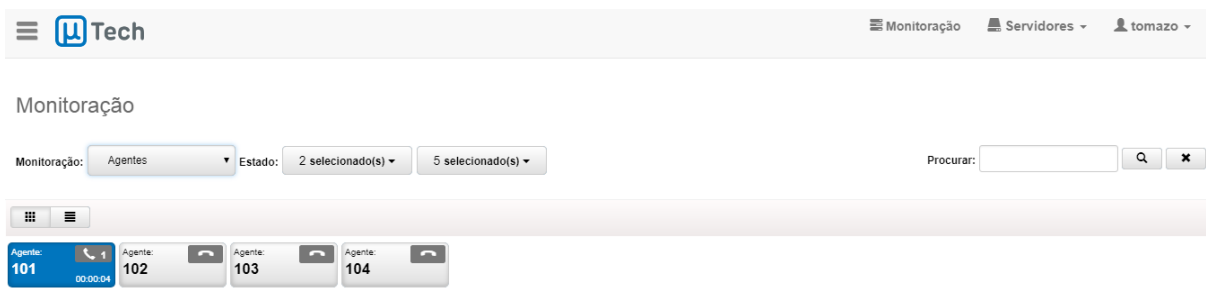 µ Tech Monitoração Servidores tomazo
Monitoração
Monitoração: Agentes Estado: 2 selecionado(s) 5 selecionado(s) Procurar:
Agente: 1 Agente: Agente: Agente:
101 102 103 104
00:00:04